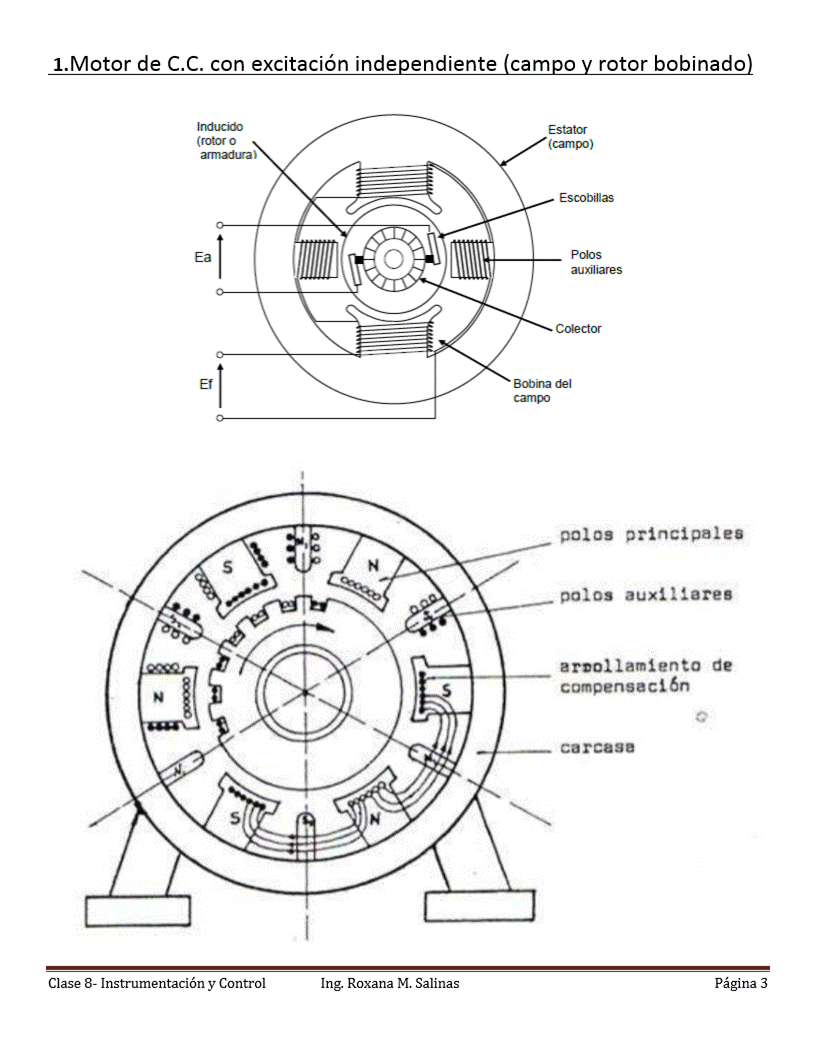 1.Motor de C.C. con excitación independiente (campo y rotor bobinado)
Inducido
(rotor o
armadura)
Estator
(campo)
Escobillas
Ea
Polos
auxiliares
Colector
Ef
Bobina del
campo
polos principales
N
S
N
polos auxiliares
arrollamiento de
compensación
N
S
carcasa
S
N
Clase 8- Instrumentación y Control Ing. Roxana M. Salinas Página 3